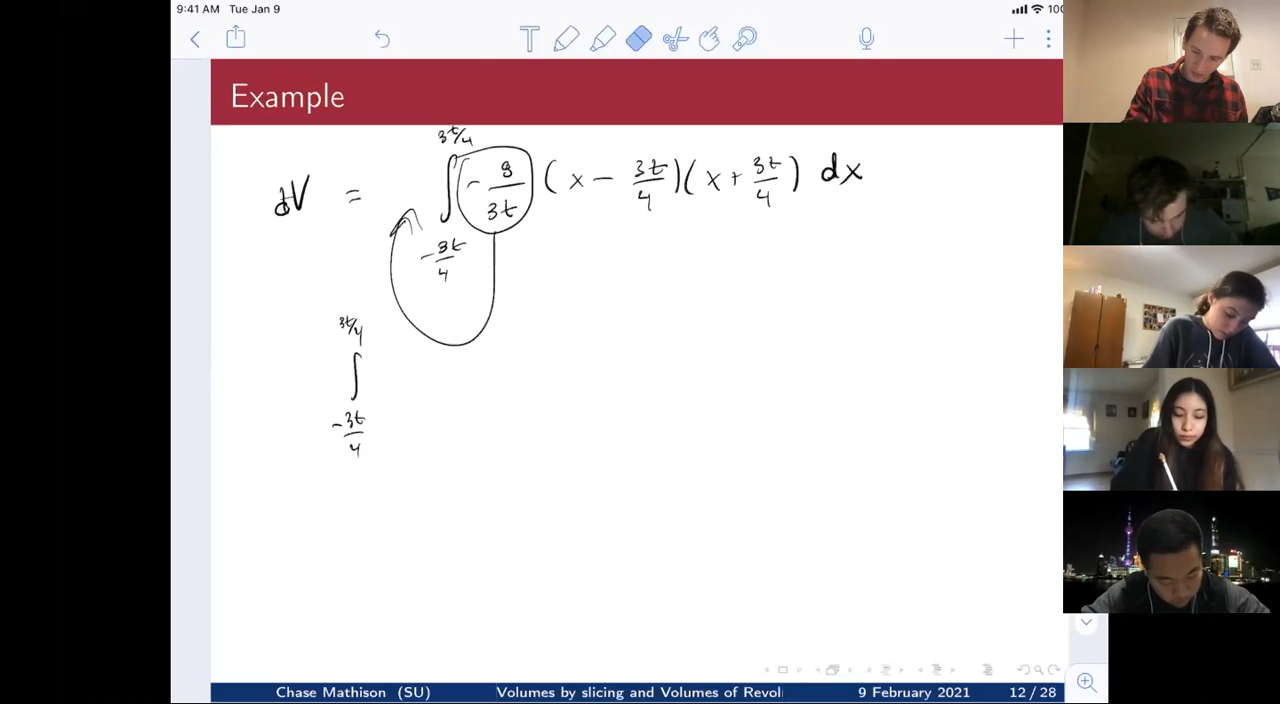 9:41 AM Tue Jan 9
Example
dV = ∫_{-3t/4}^{3t/4} (-8/3t) (x - 3t/4)(x + 3t/4) dx
∫_{-3t/4}^{3t/4}
Chase Mathison (SU) Volumes by slicing and Volumes of Revol 9 February 2021 12 / 28